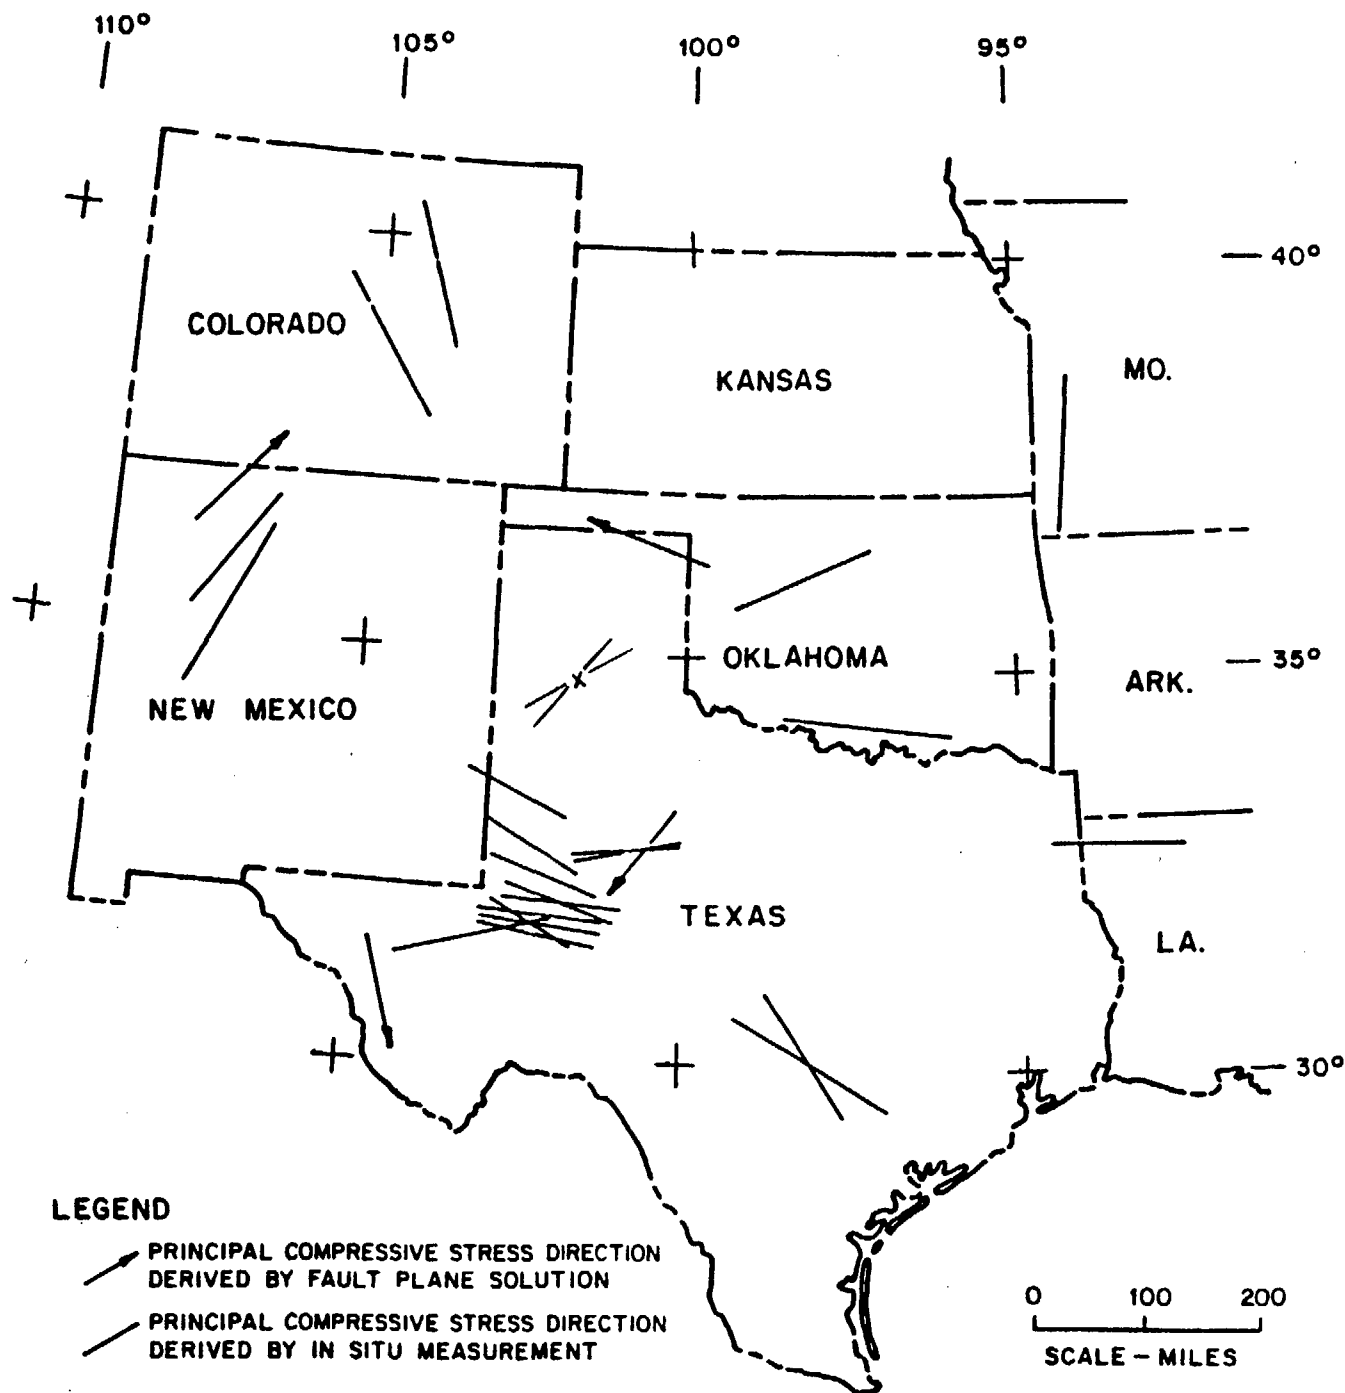 110°
105°
100°
95°
40°
COLORADO
KANSAS
MO.
OKLAHOMA
35°
ARK.
NEW MEXICO
TEXAS
LA.
30°
LEGEND
PRINCIPAL COMPRESSIVE STRESS DIRECTION
DERIVED BY FAULT PLANE SOLUTION
PRINCIPAL COMPRESSIVE STRESS DIRECTION
DERIVED BY IN SITU MEASUREMENT
0 100 200
SCALE – MILES